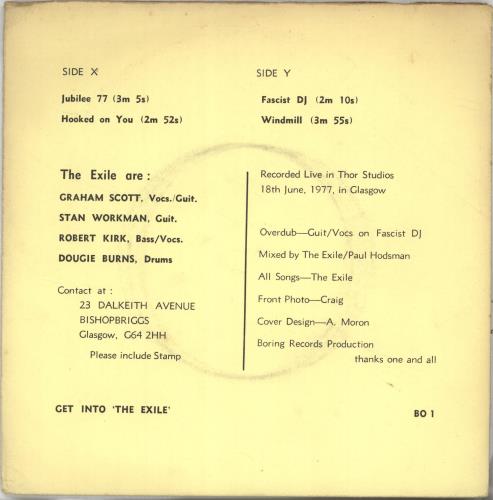 SIDE X
Jubilee 77 (3m 5s)
Hooked on You (2m 52s)
SIDE Y
Fascist DJ (2m 10s)
Windmill (3m 55s)
The Exile are :
GRAHAM SCOTT, Vocs./Guit.
STAN WORKMAN, Guit.
ROBERT KIRK, Bass/Vocs.
DOUGIE BURNS, Drums
Contact at :
23 DALKEITH AVENUE
BISHOPBRIGGS
Glasgow, G64 2HH
Please include Stamp
Recorded Live in Thor Studios
18th June, 1977, in Glasgow
Overdub—Guit/Vocs on Fascist DJ
Mixed by The Exile/Paul Hodsman
All Songs—The Exile
Front Photo—Craig
Cover Design—A. Moron
Boring Records Production
thanks one and all
GET INTO 'THE EXILE'
BO 1